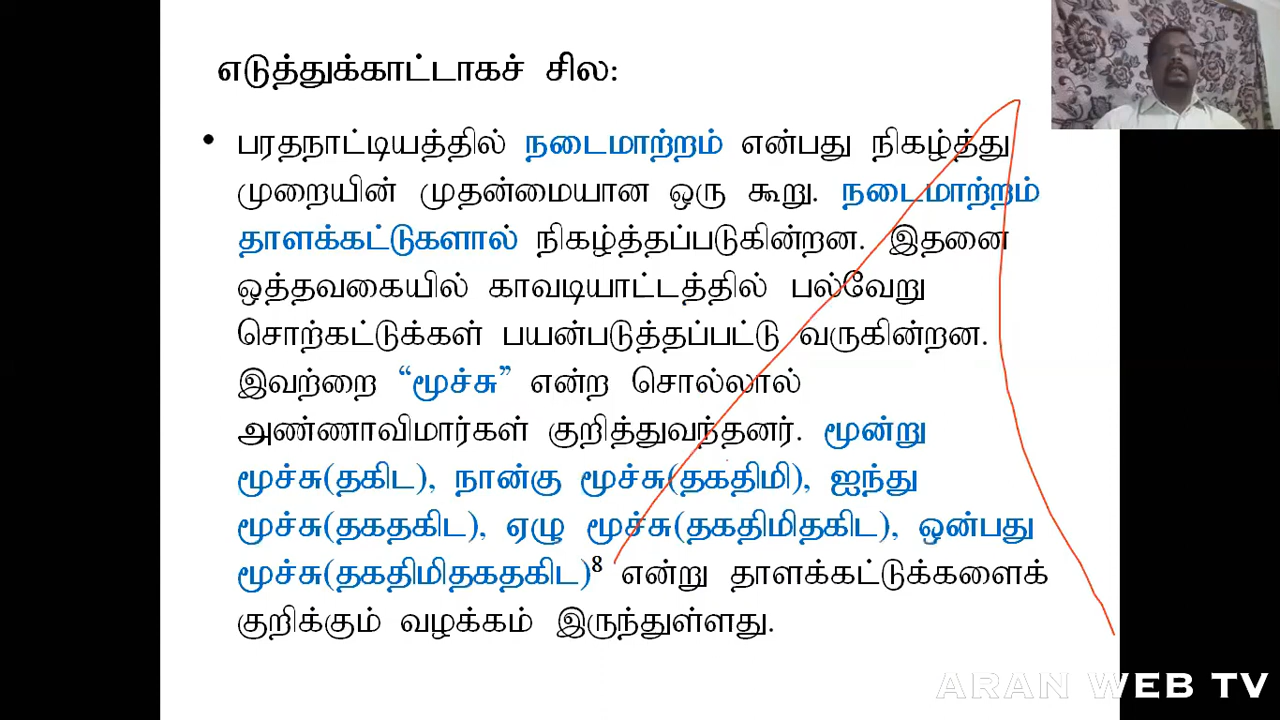 எடுத்துக்காட்டாகச் சில:
• பரதநாட்டியத்தில் நடைமாற்றம் என்பது நிகழ்த்து
முறையின் முதன்மையான ஒரு கூறு. நடைமாற்றம்
தாளக்கட்டுகளால் நிகழ்த்தப்படுகின்றன. இதனை
ஒத்தவகையில் காவடியாட்டத்தில் பல்வேறு
சொற்கட்டுக்கள் பயன்படுத்தப்பட்டு வருகின்றன.
இவற்றை “மூச்சு” என்ற சொல்லால்
அண்ணாவிமார்கள் குறித்துவந்தனர். மூன்று
மூச்சு(தகிட), நான்கு மூச்சு(தகதிமி), ஐந்து
மூச்சு(தகதகிட), ஏழு மூச்சு(தகதிமிதகிட), ஒன்பது
மூச்சு(தகதிமிதகதகிட)⁸ என்று தாளக்கட்டுக்களைக்
குறிக்கும் வழக்கம் இருந்துள்ளது.
ARAN WEB TV